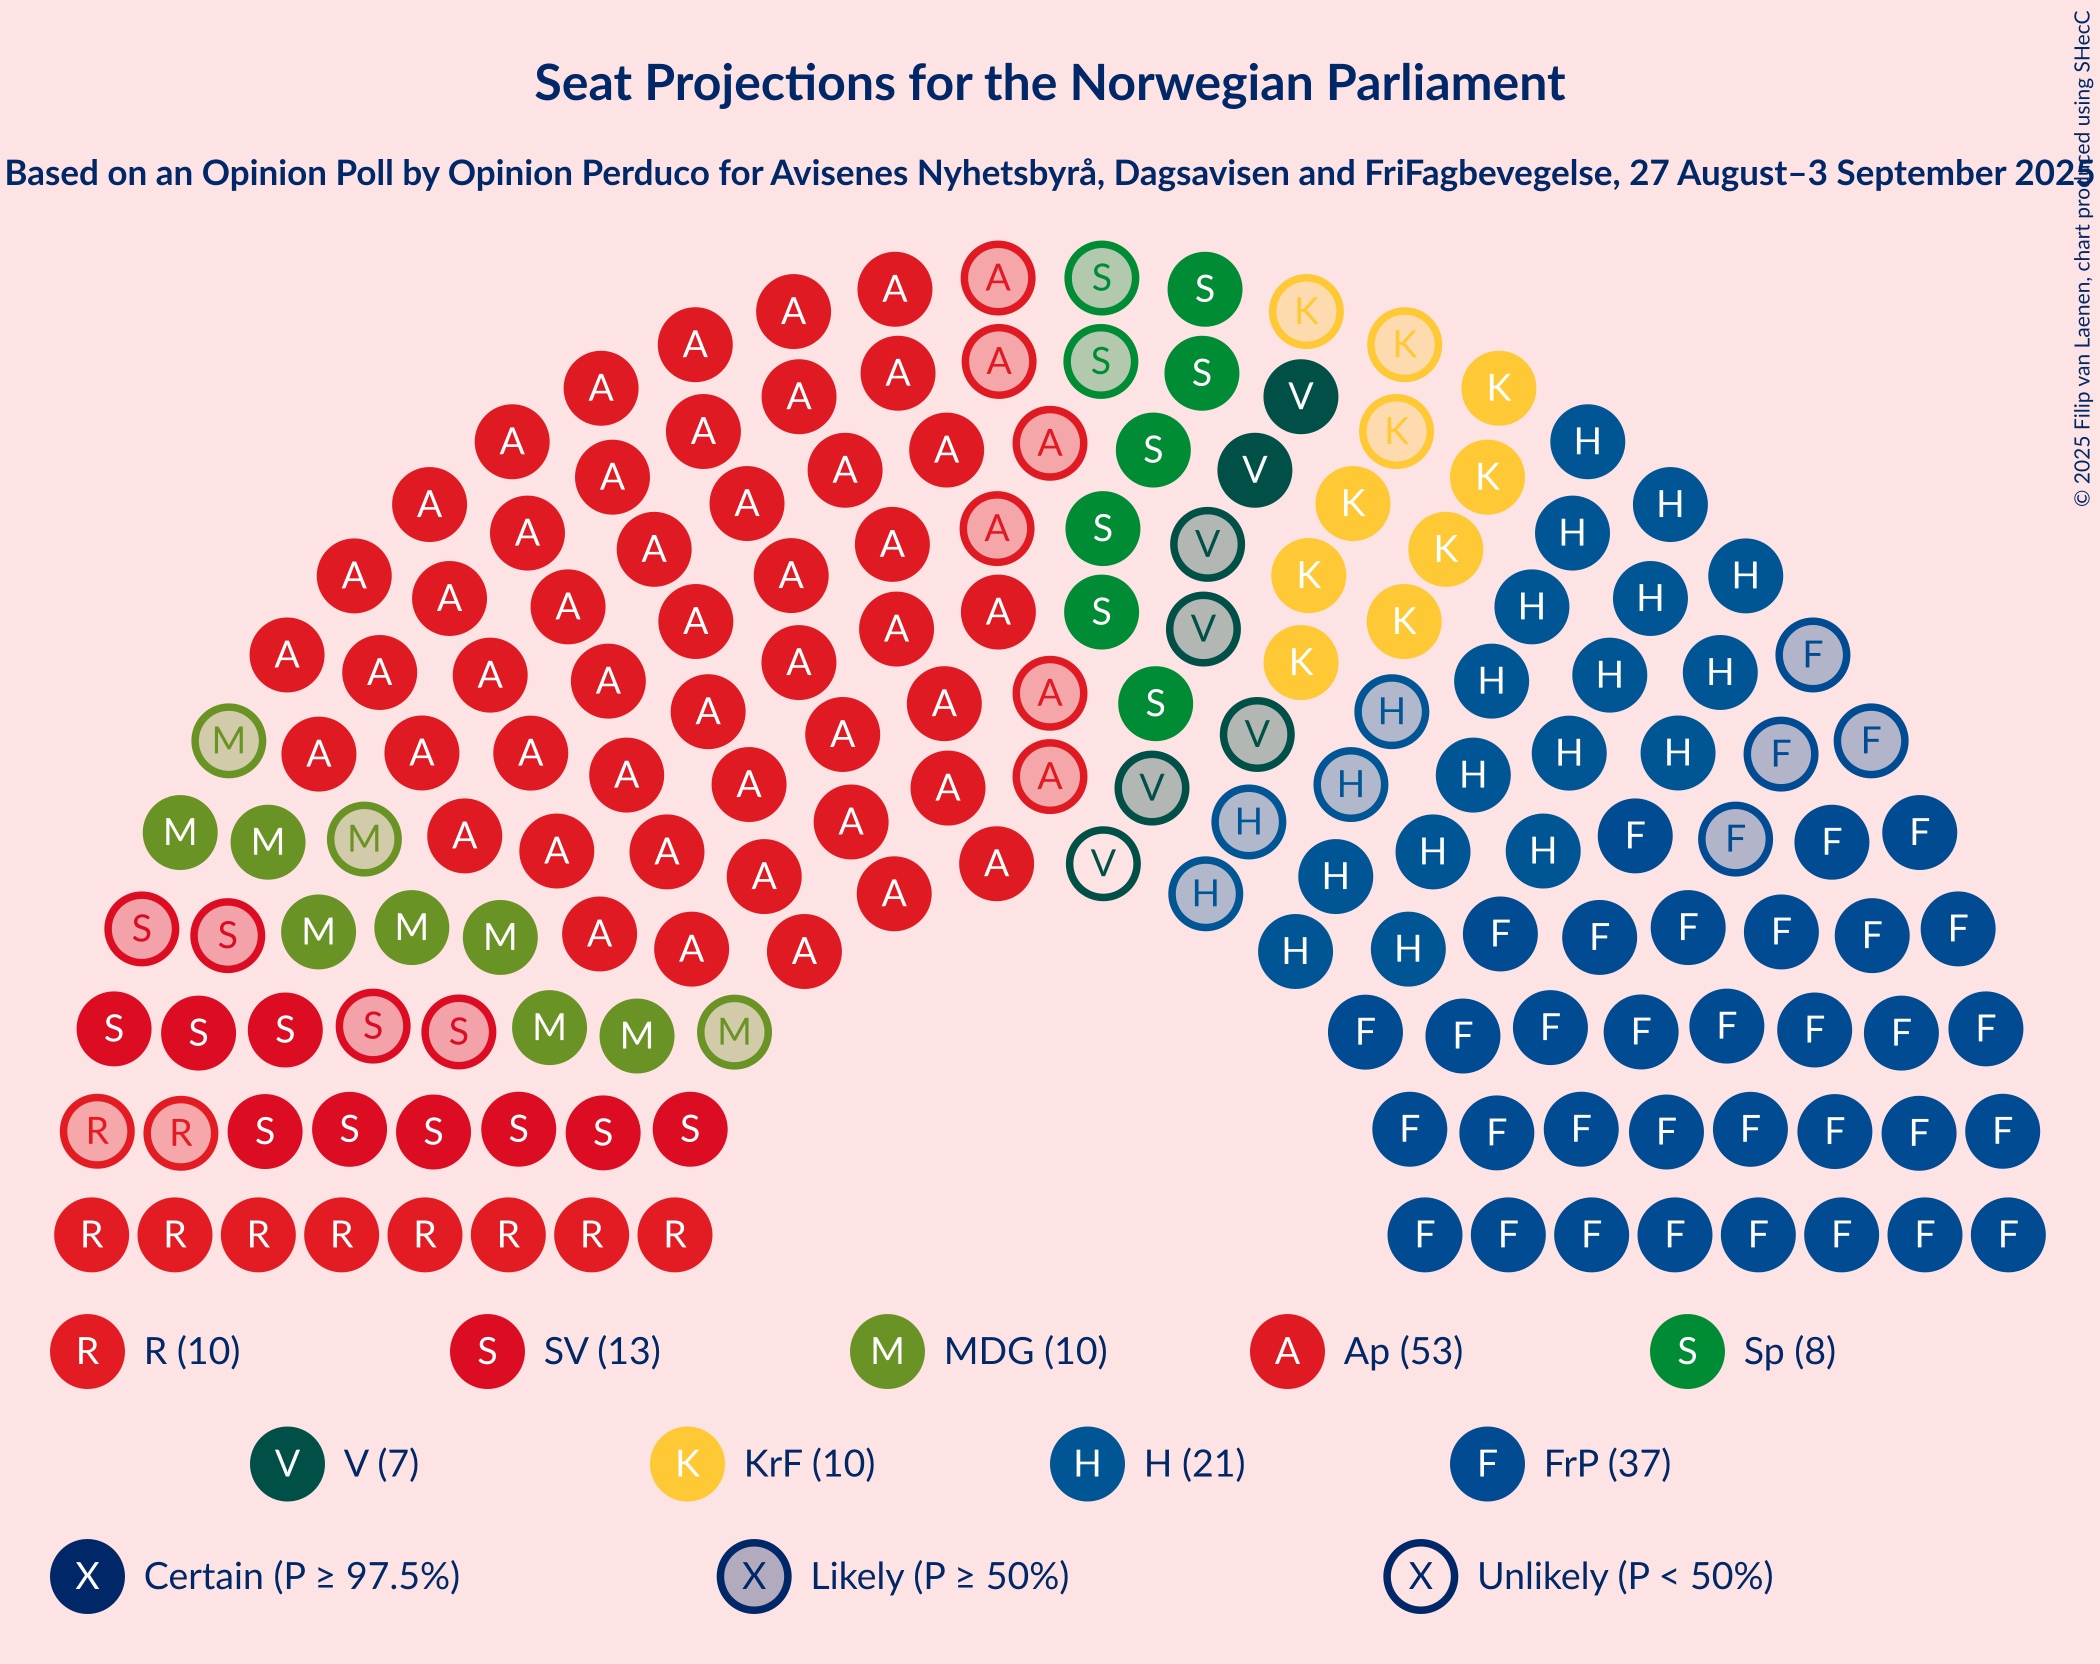 Seat Projections for the Norwegian Parliament
Based on an Opinion Poll by Opinion Perduco for Avisenes Nyhetsbyrå, Dagsavisen and FriFagbevegelse, 27 August–3 September 2025
© 2025 Filip van Laenen, chart produced using SHecC
A A S S
A A K K
A A A S S K
A A A V K H
A A A A S V K K H H
A A A A A S V K K H H
A A A A A S V K H H H
A A A A A V K H H F
M A A A A A A S V H H H H F F
A A A A A V H H H H F
M M M A A A A A A V H H H H H F F F F
S S M M M A A A H H F F F F F F
S S S S S M M M F F F F F F F F
R R S S S S S S F F F F F F F F
R R R R R R R R F F F F F F F F
R R (10) S SV (13) M MDG (10) A Ap (53) S Sp (8)
V V (7) K KrF (10) H H (21) F FrP (37)
X Certain (P ≥ 97.5%) X Likely (P ≥ 50%) X Unlikely (P < 50%)